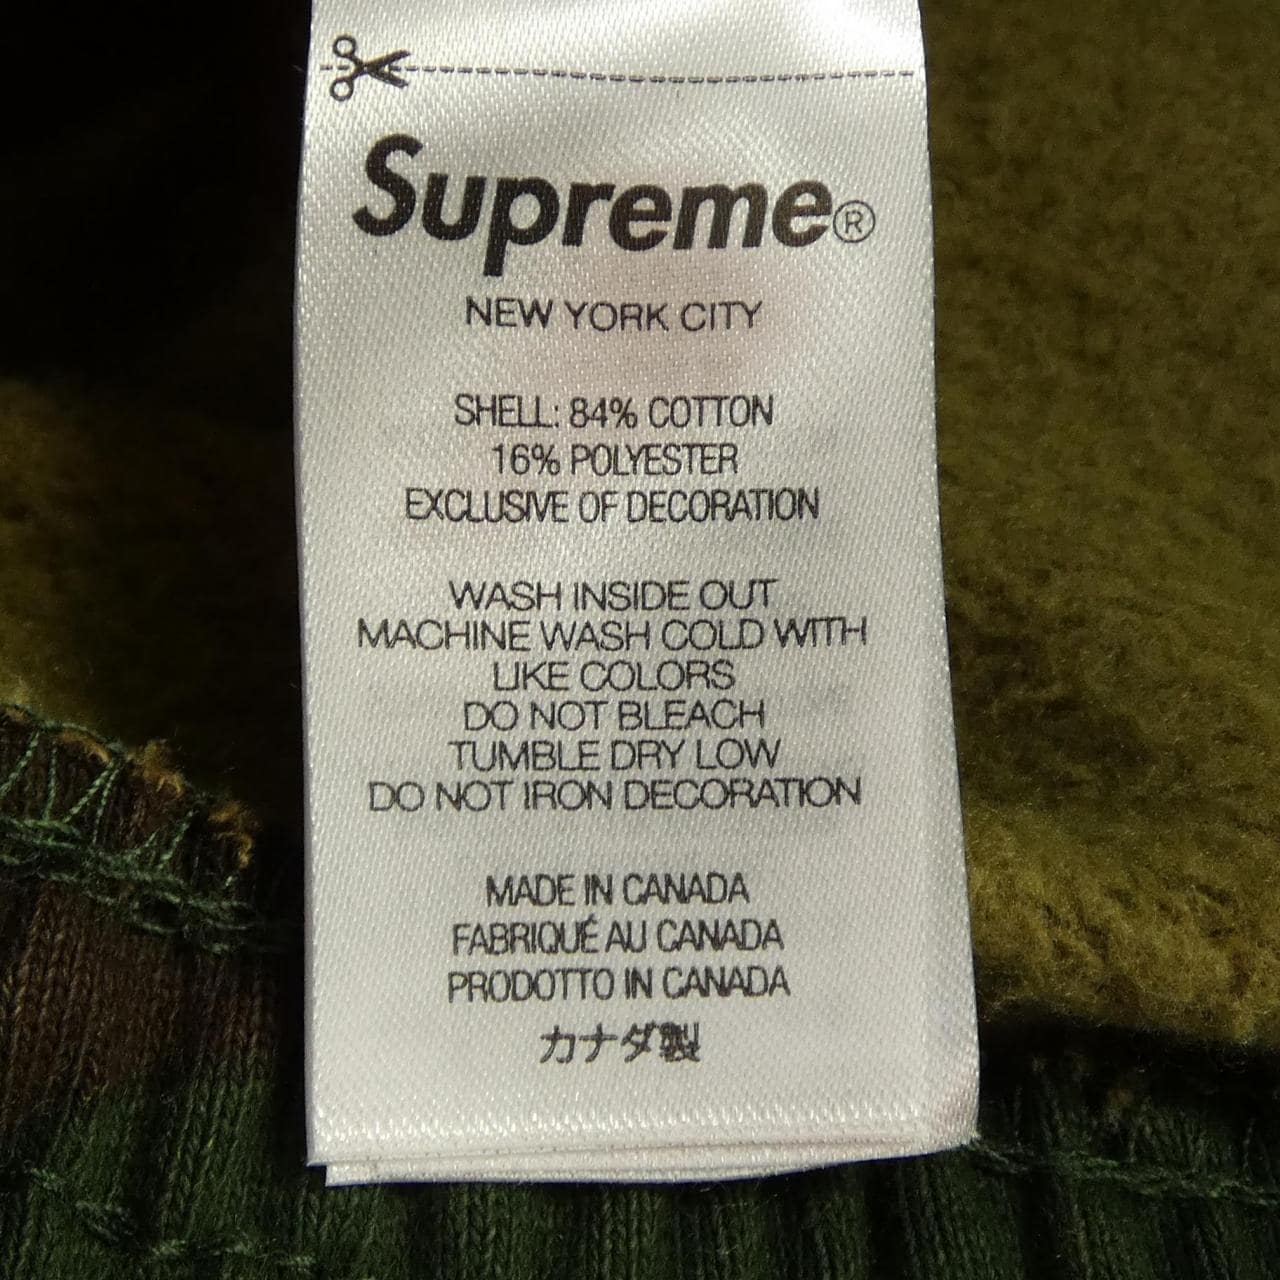 Supreme®
NEW YORK CITY
SHELL: 84% COTTON
16% POLYESTER
EXCLUSIVE OF DECORATION
WASH INSIDE OUT
MACHINE WASH COLD WITH
LIKE COLORS
DO NOT BLEACH
TUMBLE DRY LOW
DO NOT IRON DECORATION
MADE IN CANADA
FABRIQUÉ AU CANADA
PRODOTTO IN CANADA
カナダ製